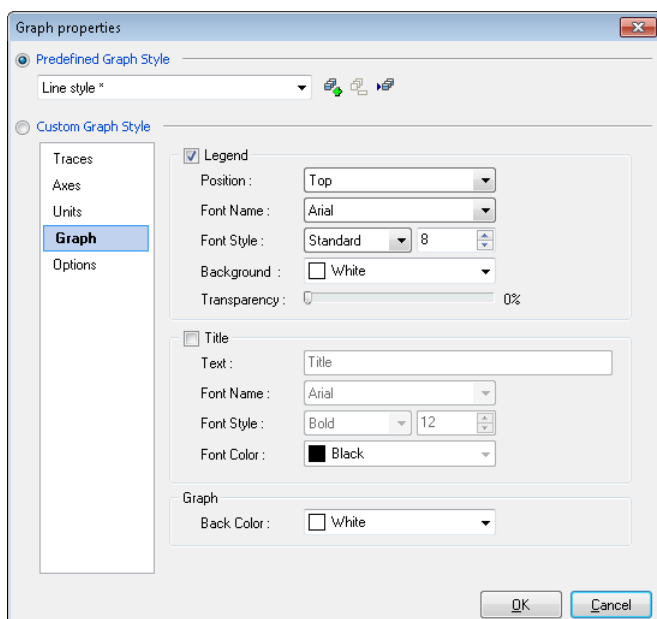 Graph properties
Predefined Graph Style
Line style *
Custom Graph Style
Traces
Axes
Units
Graph
Options
Legend
Position : Top
Font Name : Arial
Font Style : Standard 8
Background : White
Transparency : 0%
Title
Text : Title
Font Name : Arial
Font Style : Bold 12
Font Color : Black
Graph
Back Color : White
OK Cancel